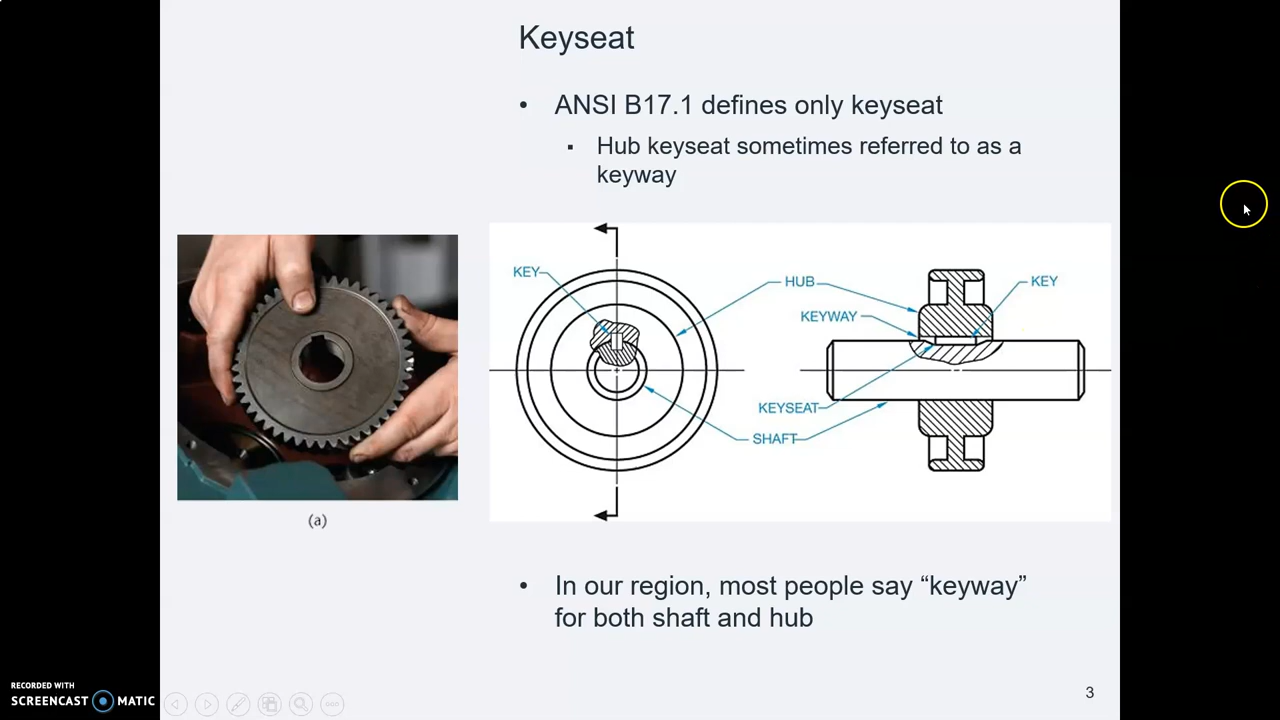 Keyseat
• ANSI B17.1 defines only keyseat
▪ Hub keyseat sometimes referred to as a
keyway
KEY
HUB
KEY
KEYWAY
KEYSEAT
SHAFT
(a)
• In our region, most people say “keyway”
for both shaft and hub
3
RECORDED WITH
SCREENCAST MATIC